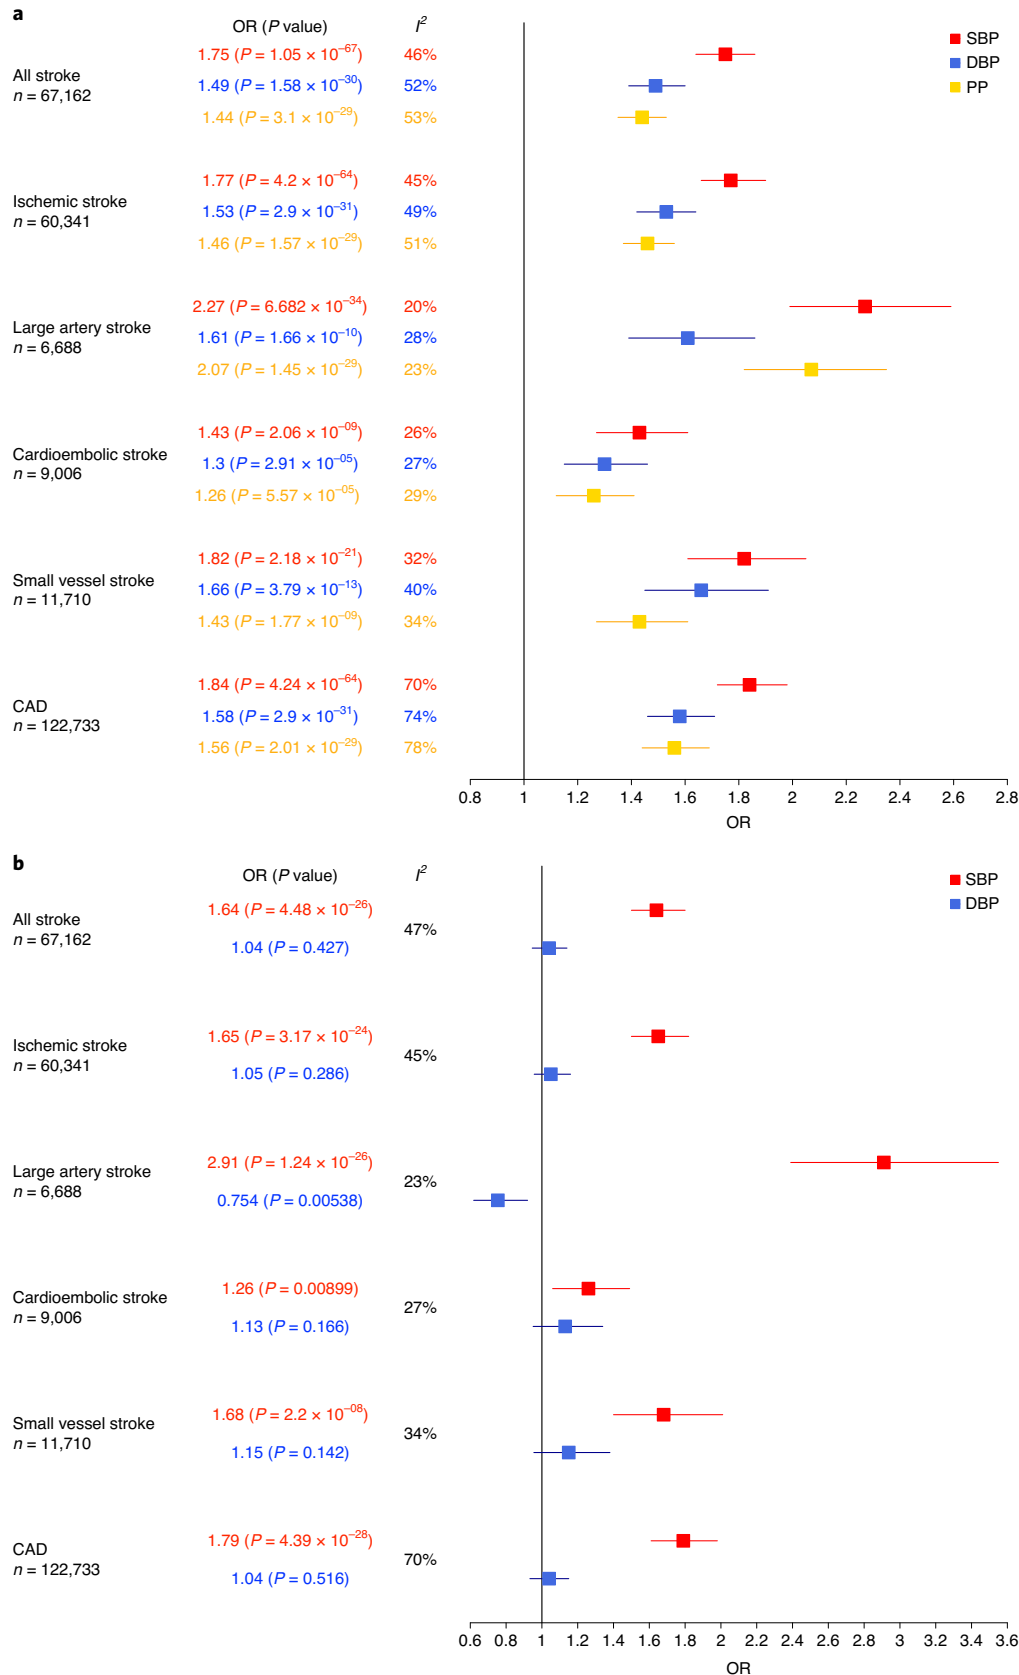 a
OR (P value) I²
SBP
DBP
PP
All stroke
n = 67,162
1.75 (P = 1.05 × 10⁻⁶⁷) 46%
1.49 (P = 1.58 × 10⁻³⁰) 52%
1.44 (P = 3.1 × 10⁻²⁹) 53%
Ischemic stroke
n = 60,341
1.77 (P = 4.2 × 10⁻⁶⁴) 45%
1.53 (P = 2.9 × 10⁻³¹) 49%
1.46 (P = 1.57 × 10⁻²⁹) 51%
Large artery stroke
n = 6,688
2.27 (P = 6.682 × 10⁻³⁴) 20%
1.61 (P = 1.66 × 10⁻¹⁰) 28%
2.07 (P = 1.45 × 10⁻²⁹) 23%
Cardioembolic stroke
n = 9,006
1.43 (P = 2.06 × 10⁻⁰⁹) 26%
1.3 (P = 2.91 × 10⁻⁰⁵) 27%
1.26 (P = 5.57 × 10⁻⁰⁵) 29%
Small vessel stroke
n = 11,710
1.82 (P = 2.18 × 10⁻²¹) 32%
1.66 (P = 3.79 × 10⁻¹³) 40%
1.43 (P = 1.77 × 10⁻⁰⁹) 34%
CAD
n = 122,733
1.84 (P = 4.24 × 10⁻⁶⁴) 70%
1.58 (P = 2.9 × 10⁻³¹) 74%
1.56 (P = 2.01 × 10⁻²⁹) 78%
0.8 1 1.2 1.4 1.6 1.8 2 2.2 2.4 2.6 2.8
OR
b
OR (P value) I²
SBP
DBP
All stroke
n = 67,162
1.64 (P = 4.48 × 10⁻²⁶)
47%
1.04 (P = 0.427)
Ischemic stroke
n = 60,341
1.65 (P = 3.17 × 10⁻²⁴)
45%
1.05 (P = 0.286)
Large artery stroke
n = 6,688
2.91 (P = 1.24 × 10⁻²⁶)
23%
0.754 (P = 0.00538)
Cardioembolic stroke
n = 9,006
1.26 (P = 0.00899)
27%
1.13 (P = 0.166)
Small vessel stroke
n = 11,710
1.68 (P = 2.2 × 10⁻⁰⁸)
34%
1.15 (P = 0.142)
CAD
n = 122,733
1.79 (P = 4.39 × 10⁻²⁸)
70%
1.04 (P = 0.516)
0.6 0.8 1 1.2 1.4 1.6 1.8 2 2.2 2.4 2.6 2.8 3 3.2 3.4 3.6
OR